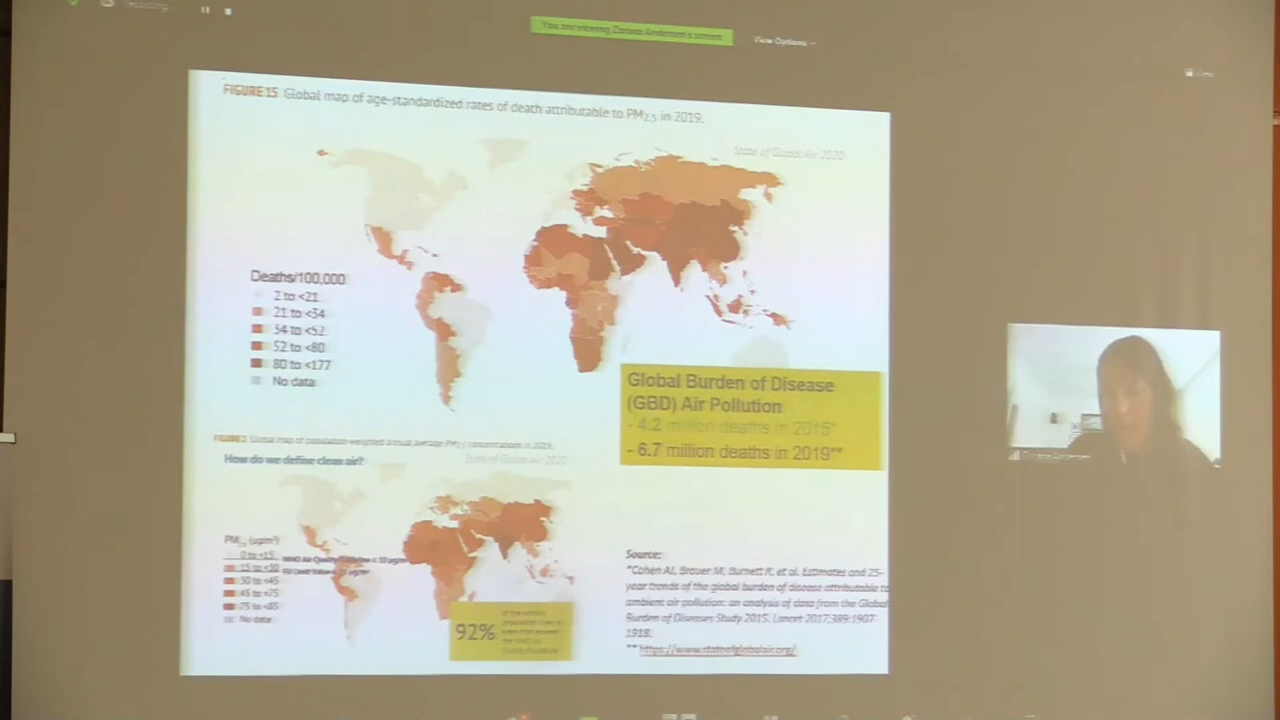 Recording...
You are viewing Zorana Andersen's screen
View Options
View
FIGURE 15 Global map of age-standardized rates of death attributable to PM2.5 in 2019.
State of Global Air 2020
Deaths/100,000
2 to <21
21 to <34
34 to <52
52 to <80
80 to <177
No data
Global Burden of Disease
(GBD) Air Pollution
- 4.2 million deaths in 2015*
- 6.7 million deaths in 2019**
Global map of population-weighted annual average PM2.5 concentrations in 2019.
How do we define clean air?
State of Global Air 2020
PM2.5 (µg/m³)
0 to <15
15 to <30
30 to <45
45 to <75
75 to <85
No data
WHO Air Quality
92%
Source:
*Cohen AJ, Brauer M, Burnett R, et al. Estimates and 25-
year trends of the global burden of disease attributable to
ambient air pollution: an analysis of data from the Global
Burden of Diseases Study 2015. Lancet 2017;389:1907-
1918.
**https://www.stateofglobalair.org/
Zorana Andersen